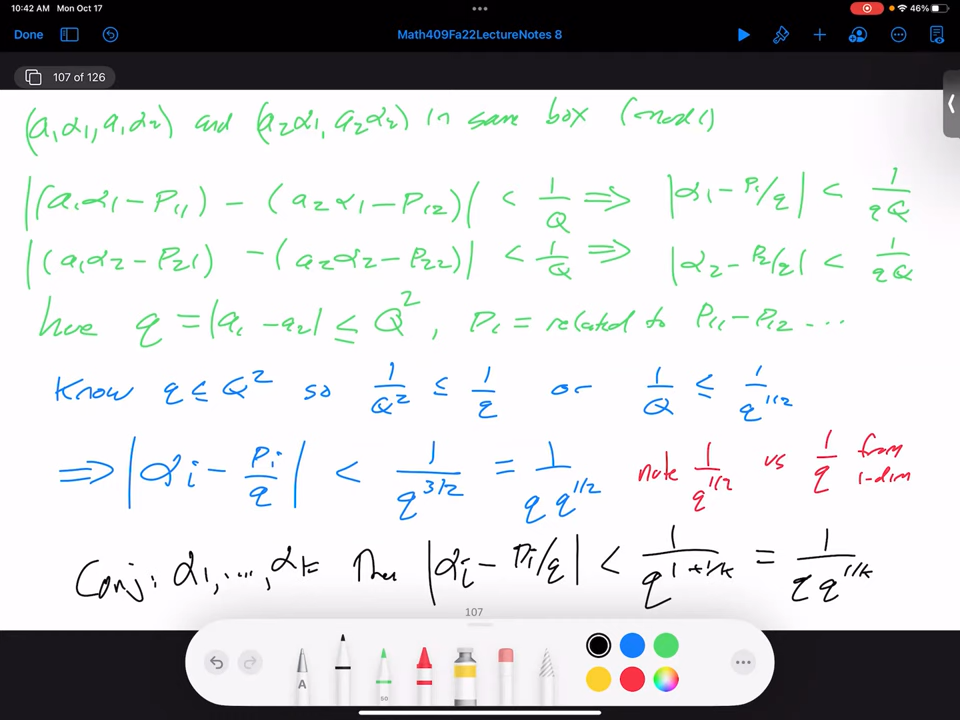 10:42 AM Mon Oct 17
46%
Done
Math409Fa22LectureNotes 8
107 of 126
(a₁α₁, a₁α₂) and (a₂α₁, a₂α₂) in same box (mod 1)
|(a₁α₁ − P₁₁) − (a₂α₁ − P₁₂)| < 1/Q ⟹ |α₁ − P₁/q| < 1/qQ
|(a₁α₂ − P₂₁) − (a₂α₂ − P₂₂)| < 1/Q ⟹ |α₂ − P₂/q| < 1/qQ
have q = |a₁ − a₂| ≤ Q², P₁ = related to P₁₁ − P₁₂ ...
Know q ≤ Q² so 1/Q² ≤ 1/q or 1/Q ≤ 1/q^{1/2}
⟹ |αᵢ − Pᵢ/q| < 1/q^{3/2} = 1/q q^{1/2} note 1/q^{1/2} vs 1/q from 1-dim
Conj: α₁, ..., αₖ Then |αᵢ − Pᵢ/q| < 1/q^{1+1/k} = 1/q q^{1/k}
107
A
50